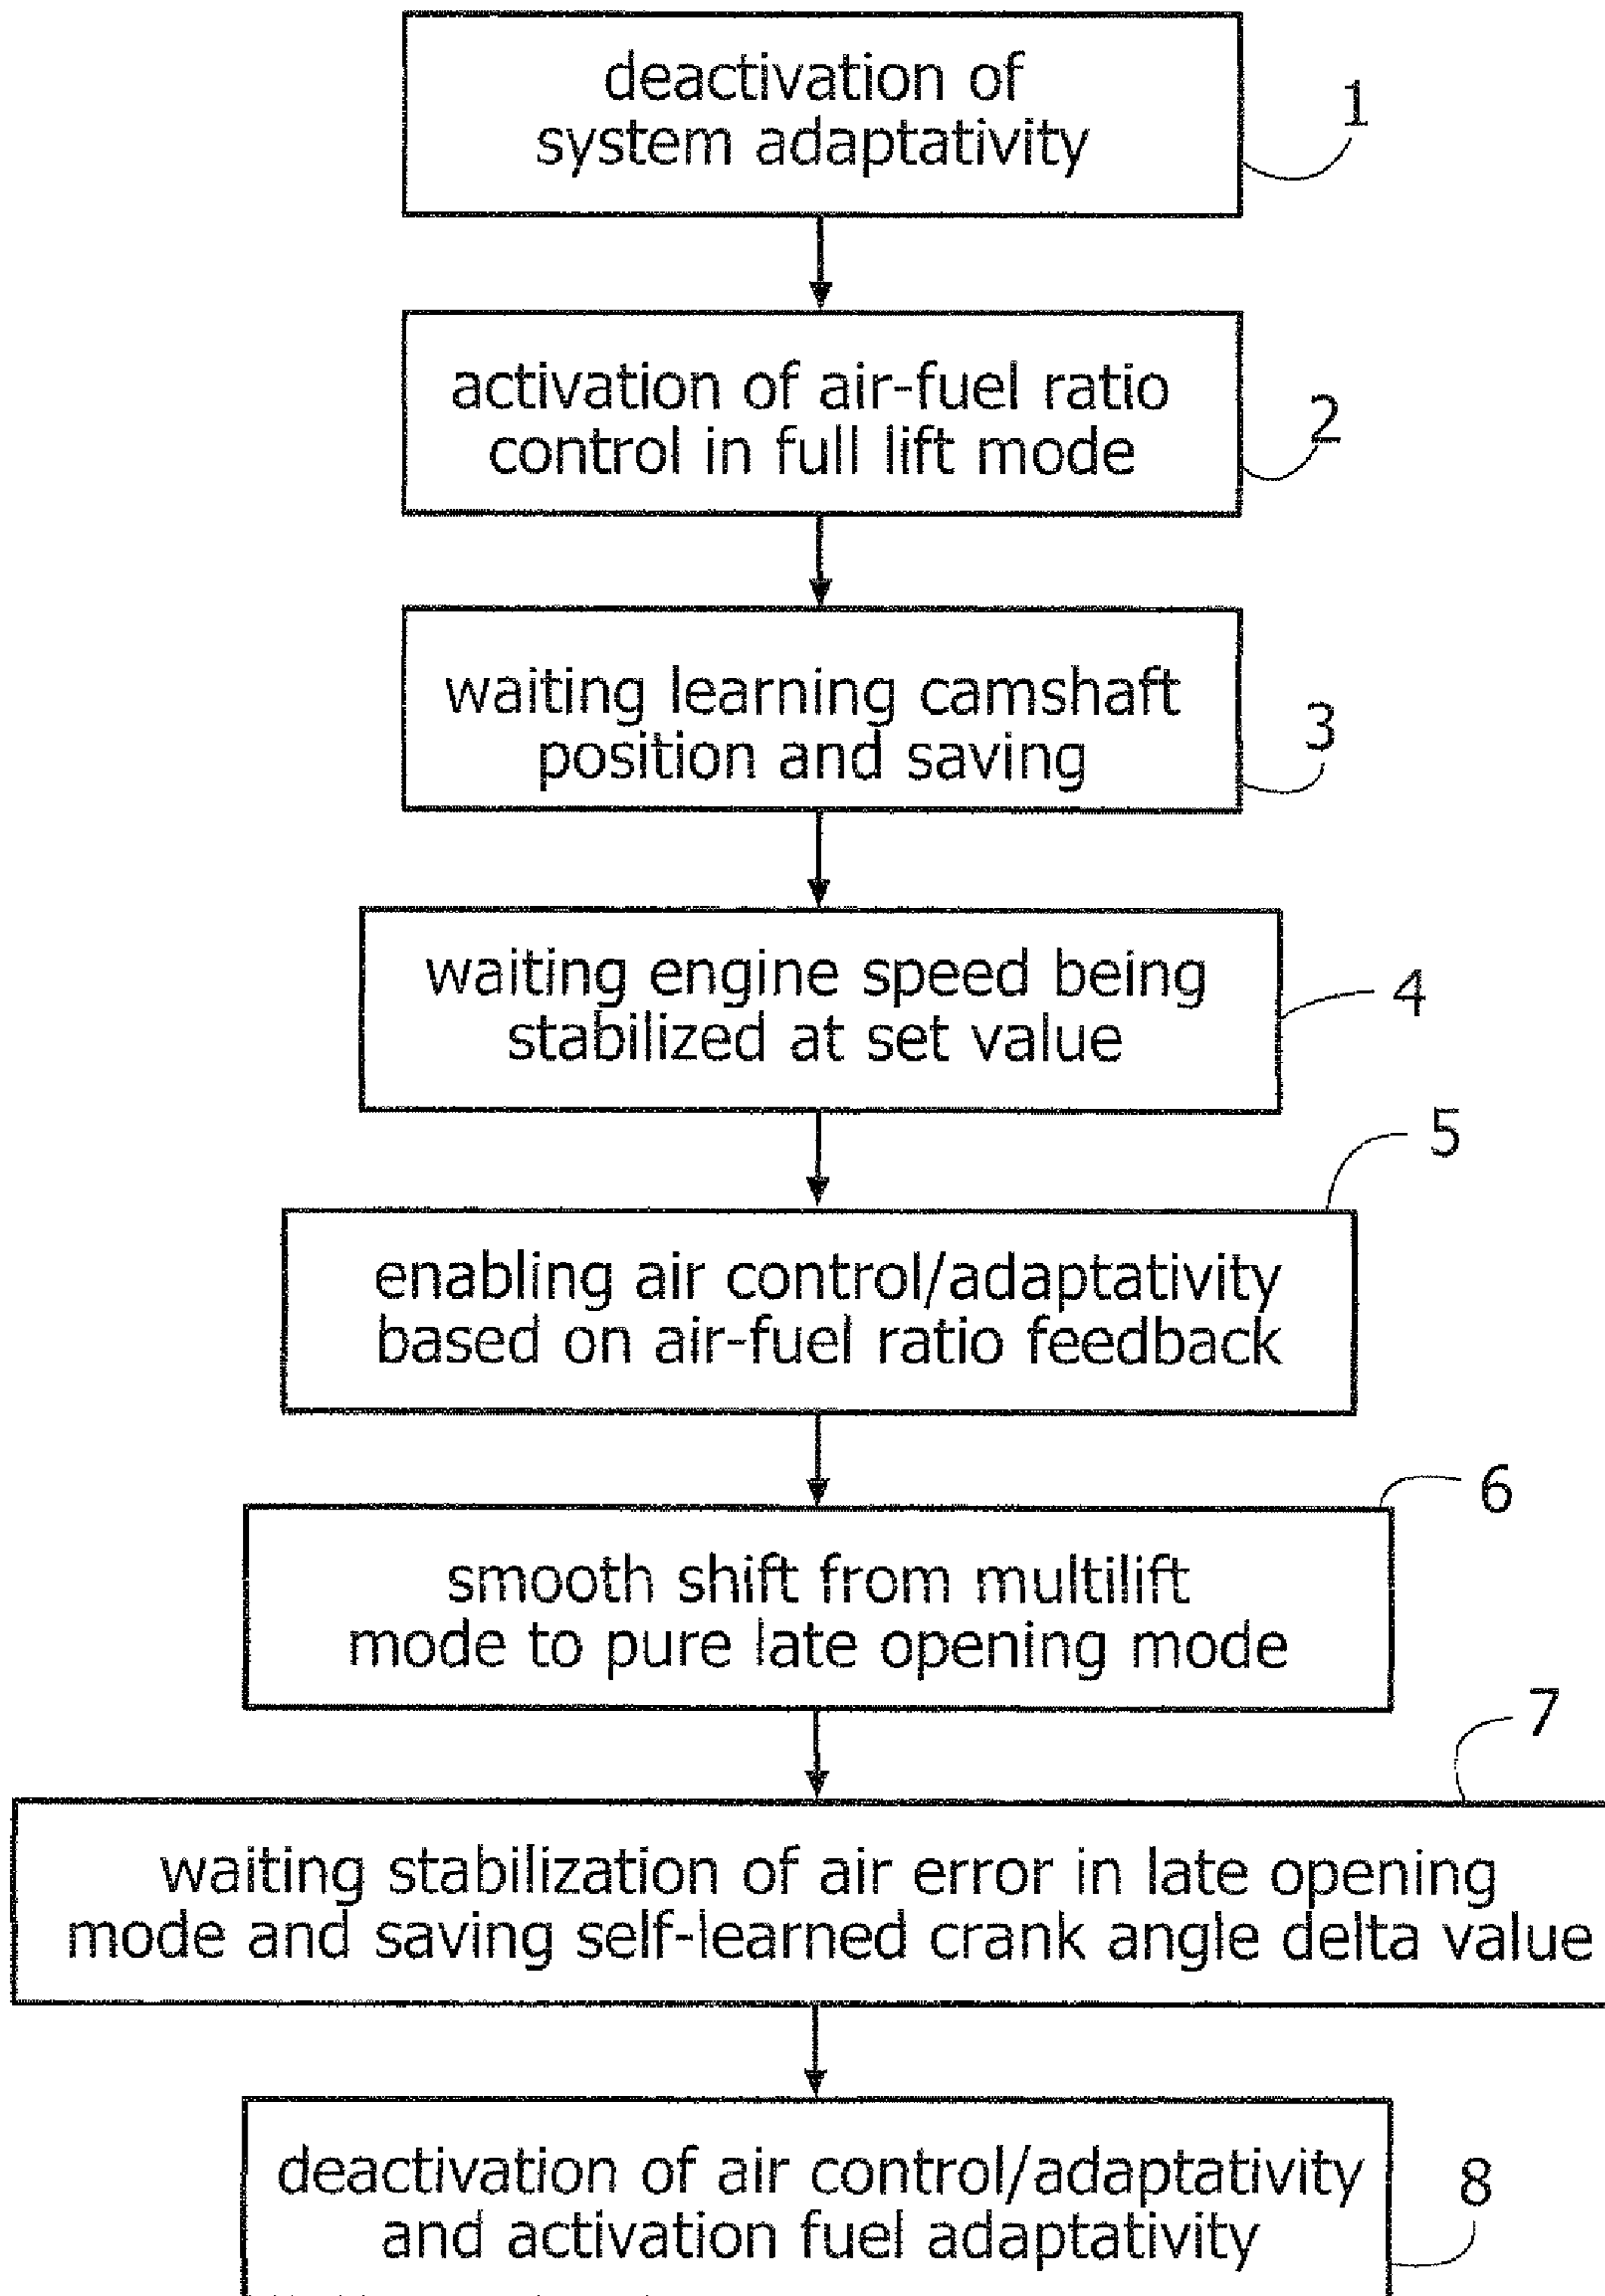 deactivation of
system adaptativity
1
activation of air-fuel ratio
control in full lift mode
2
waiting learning camshaft
position and saving
3
waiting engine speed being
stabilized at set value
4
5
enabling air control/adaptativity
based on air-fuel ratio feedback
6
smooth shift from multilift
mode to pure late opening mode
7
waiting stabilization of air error in late opening
mode and saving self-learned crank angle delta value
deactivation of air control/adaptativity
and activation fuel adaptativity
8